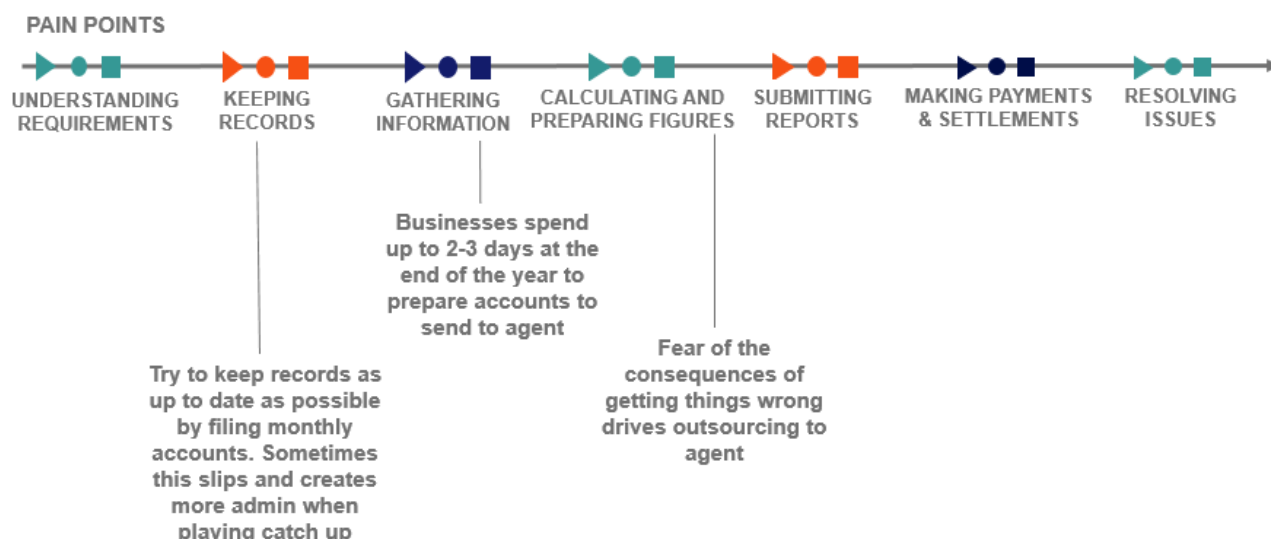 PAIN POINTS
UNDERSTANDING
REQUIREMENTS
KEEPING
RECORDS
GATHERING
INFORMATION
CALCULATING AND
PREPARING FIGURES
SUBMITTING
REPORTS
MAKING PAYMENTS
& SETTLEMENTS
RESOLVING
ISSUES
Try to keep records as
up to date as possible
by filing monthly
accounts. Sometimes
this slips and creates
more admin when
playing catch up
Businesses spend
up to 2-3 days at the
end of the year to
prepare accounts to
send to agent
Fear of the
consequences of
getting things wrong
drives outsourcing to
agent